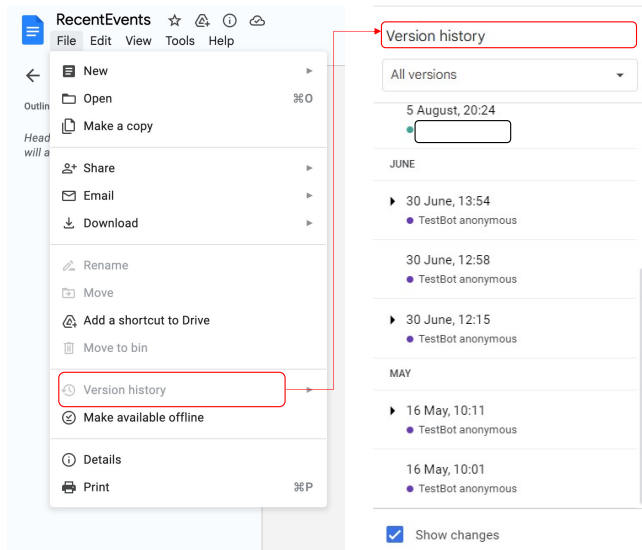 RecentEvents
File Edit View Tools Help
Outlin
Head
will a
New
Open ⌘O
Make a copy
Share
Email
Download
Rename
Move
Add a shortcut to Drive
Move to bin
Version history
Make available offline
Details
Print ⌘P
Version history
All versions
5 August, 20:24
JUNE
30 June, 13:54
TestBot anonymous
30 June, 12:58
TestBot anonymous
30 June, 12:15
TestBot anonymous
MAY
16 May, 10:11
TestBot anonymous
16 May, 10:01
TestBot anonymous
Show changes